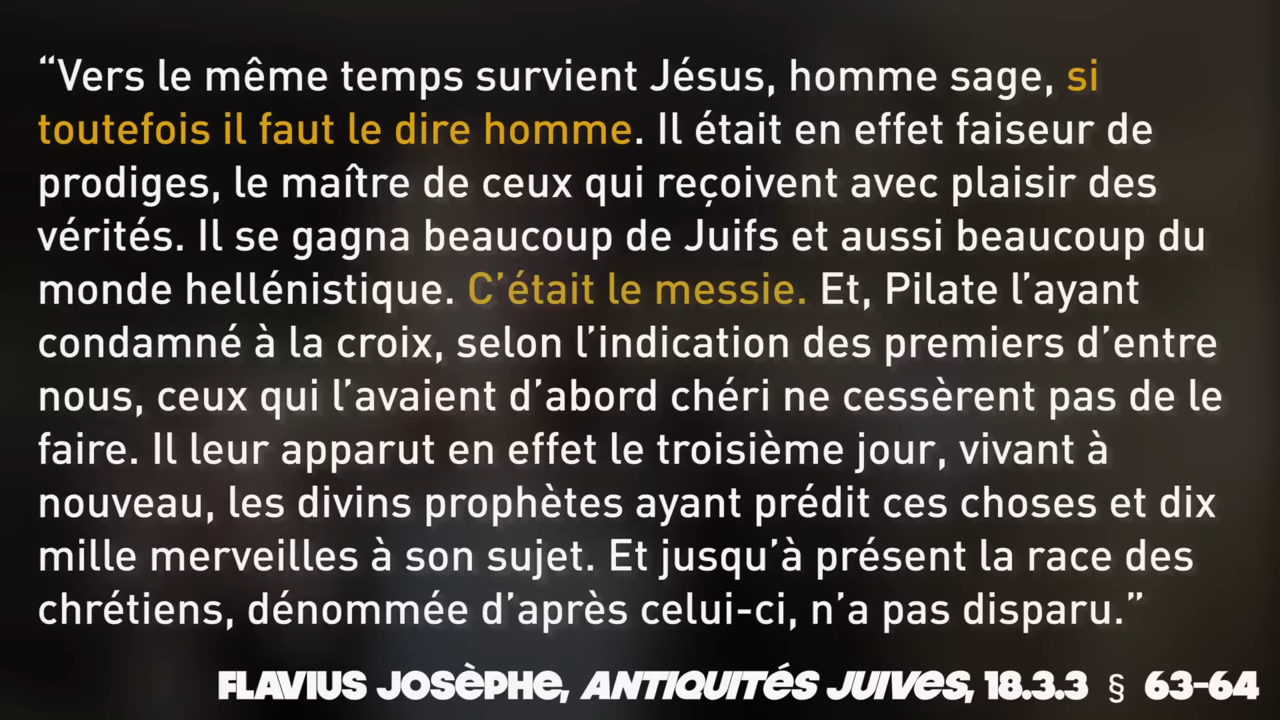 “Vers le même temps survient Jésus, homme sage, si
toutefois il faut le dire homme. Il était en effet faiseur de
prodiges, le maître de ceux qui reçoivent avec plaisir des
vérités. Il se gagna beaucoup de Juifs et aussi beaucoup du
monde hellénistique. C’était le messie. Et, Pilate l’ayant
condamné à la croix, selon l’indication des premiers d’entre
nous, ceux qui l’avaient d’abord chéri ne cessèrent pas de le
faire. Il leur apparut en effet le troisième jour, vivant à
nouveau, les divins prophètes ayant prédit ces choses et dix
mille merveilles à son sujet. Et jusqu’à présent la race des
chrétiens, dénommée d’après celui-ci, n’a pas disparu.”
FLAVIUS JOSÈPHE, ANTIQUITÉS JUIVES, 18.3.3 § 63-64